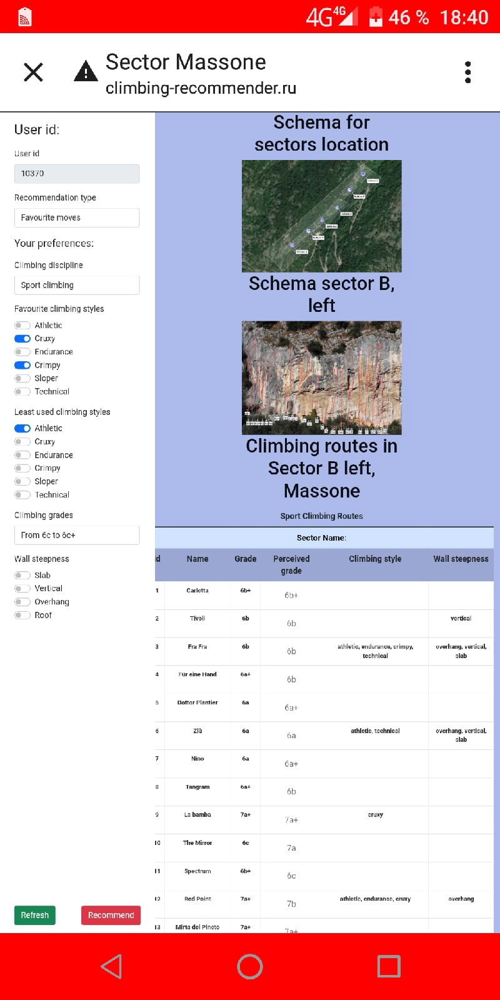 4G 4G 46 % 18:40
Sector Massone
climbing-recommender.ru
User id:
User id
10370
Recommendation type
Favourite moves
Your preferences:
Climbing discipline
Sport climbing
Favourite climbing styles
Athletic
Cruxy
Endurance
Crimpy
Sloper
Technical
Least used climbing styles
Athletic
Cruxy
Endurance
Crimpy
Sloper
Technical
Climbing grades
From 6c to 6c+
Wall steepness
Slab
Vertical
Overhang
Roof
Refresh Recommend
Schema for
sectors location
Schema sector B,
left
Climbing routes in
Sector B left,
Massone
Sport Climbing Routes
Sector Name:
id Name Grade Perceived grade Climbing style Wall steepness
1 Carlotta 6b+ 6b+
2 Tivoli 6b 6b vertical
3 Fra Fra 6b 6b athletic, endurance, crimpy, technical overhang, vertical, slab
4 Für eine Hand 6a+ 6b
5 Dottor Plantier 6a 6a+
6 Ziù 6a 6a athletic, technical overhang, vertical, slab
7 Nino 6a 6a+
8 Tangram 6a+ 6b
9 La bamba 7a+ 7a+ cruxy
10 The Mirror 6c 7a
11 Spectrum 6b+ 6c
12 Red Point 7a+ 7b athletic, endurance, cruxy overhang
13 Mirta del Pineto 7a+ 7a+